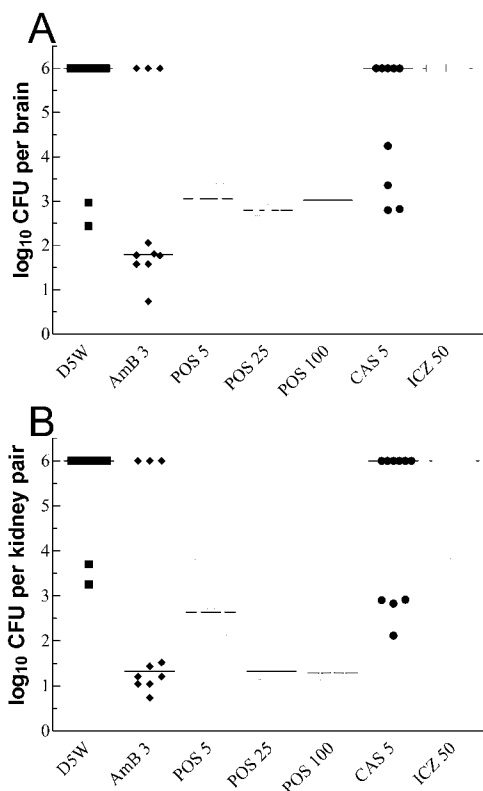 A
log10 CFU per brain
6
5
4
3
2
1
0
D5W
AmB 3
POS 5
POS 25
POS 100
CAS 5
ICZ 50
B
log10 CFU per kidney pair
6
5
4
3
2
1
0
D5W
AmB 3
POS 5
POS 25
POS 100
CAS 5
ICZ 50